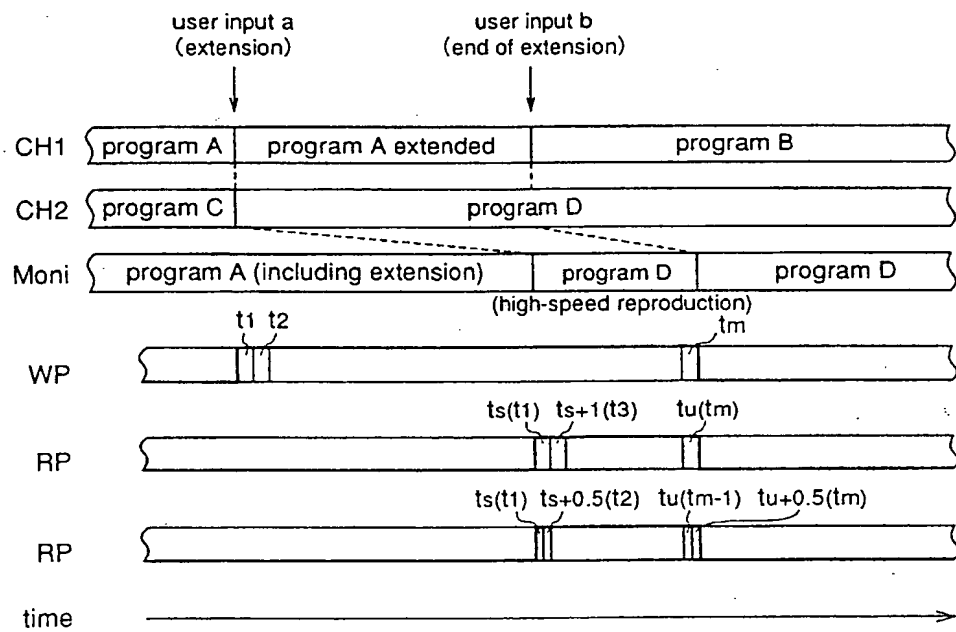 user input a
(extension)
user input b
(end of extension)
CH1 program A program A extended program B
CH2 program C program D
Moni program A (including extension) program D program D
(high-speed reproduction)
t1 t2 tm
WP
ts(t1) ts+1(t3) tu(tm)
RP
ts(t1) ts+0.5(t2) tu(tm-1) tu+0.5(tm)
RP
time